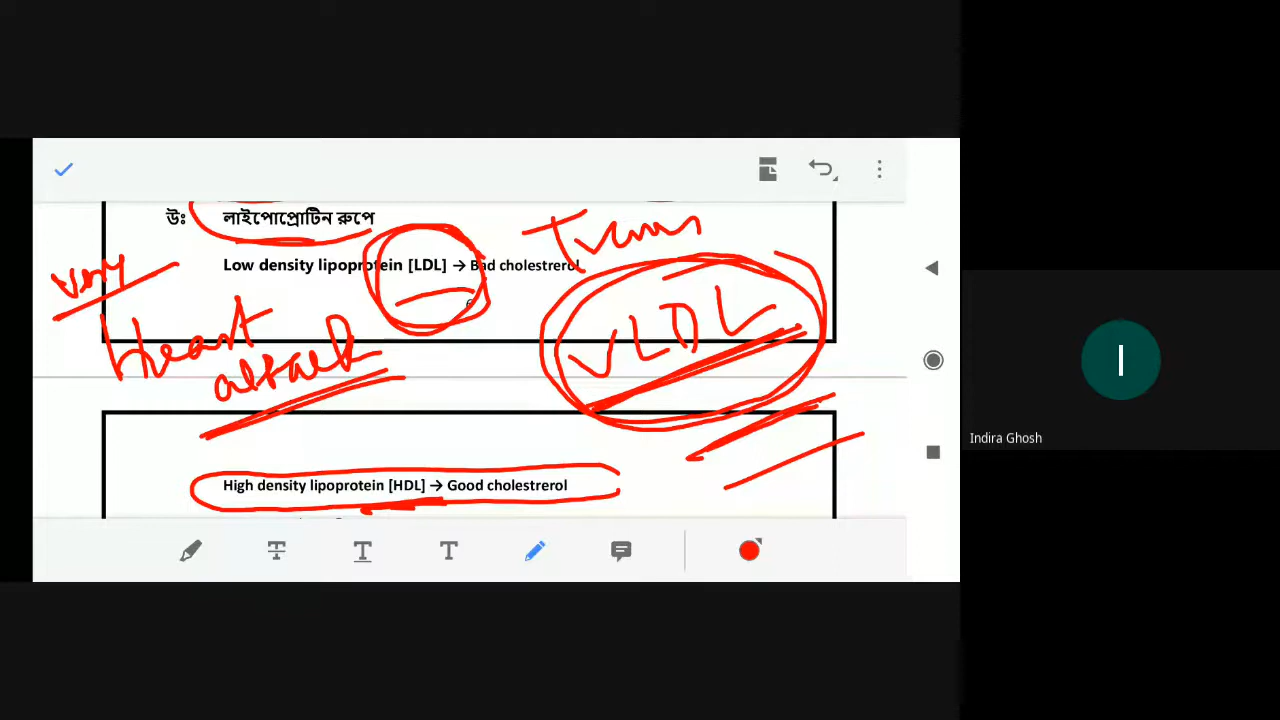 উঃ লাইপোপ্রোটিন রুপে
Low density lipoprotein [LDL] → Bad cholestrerol
very
Heart
attack
VLDL
High density lipoprotein [HDL] → Good cholestrerol
T T T
I
Indira Ghosh